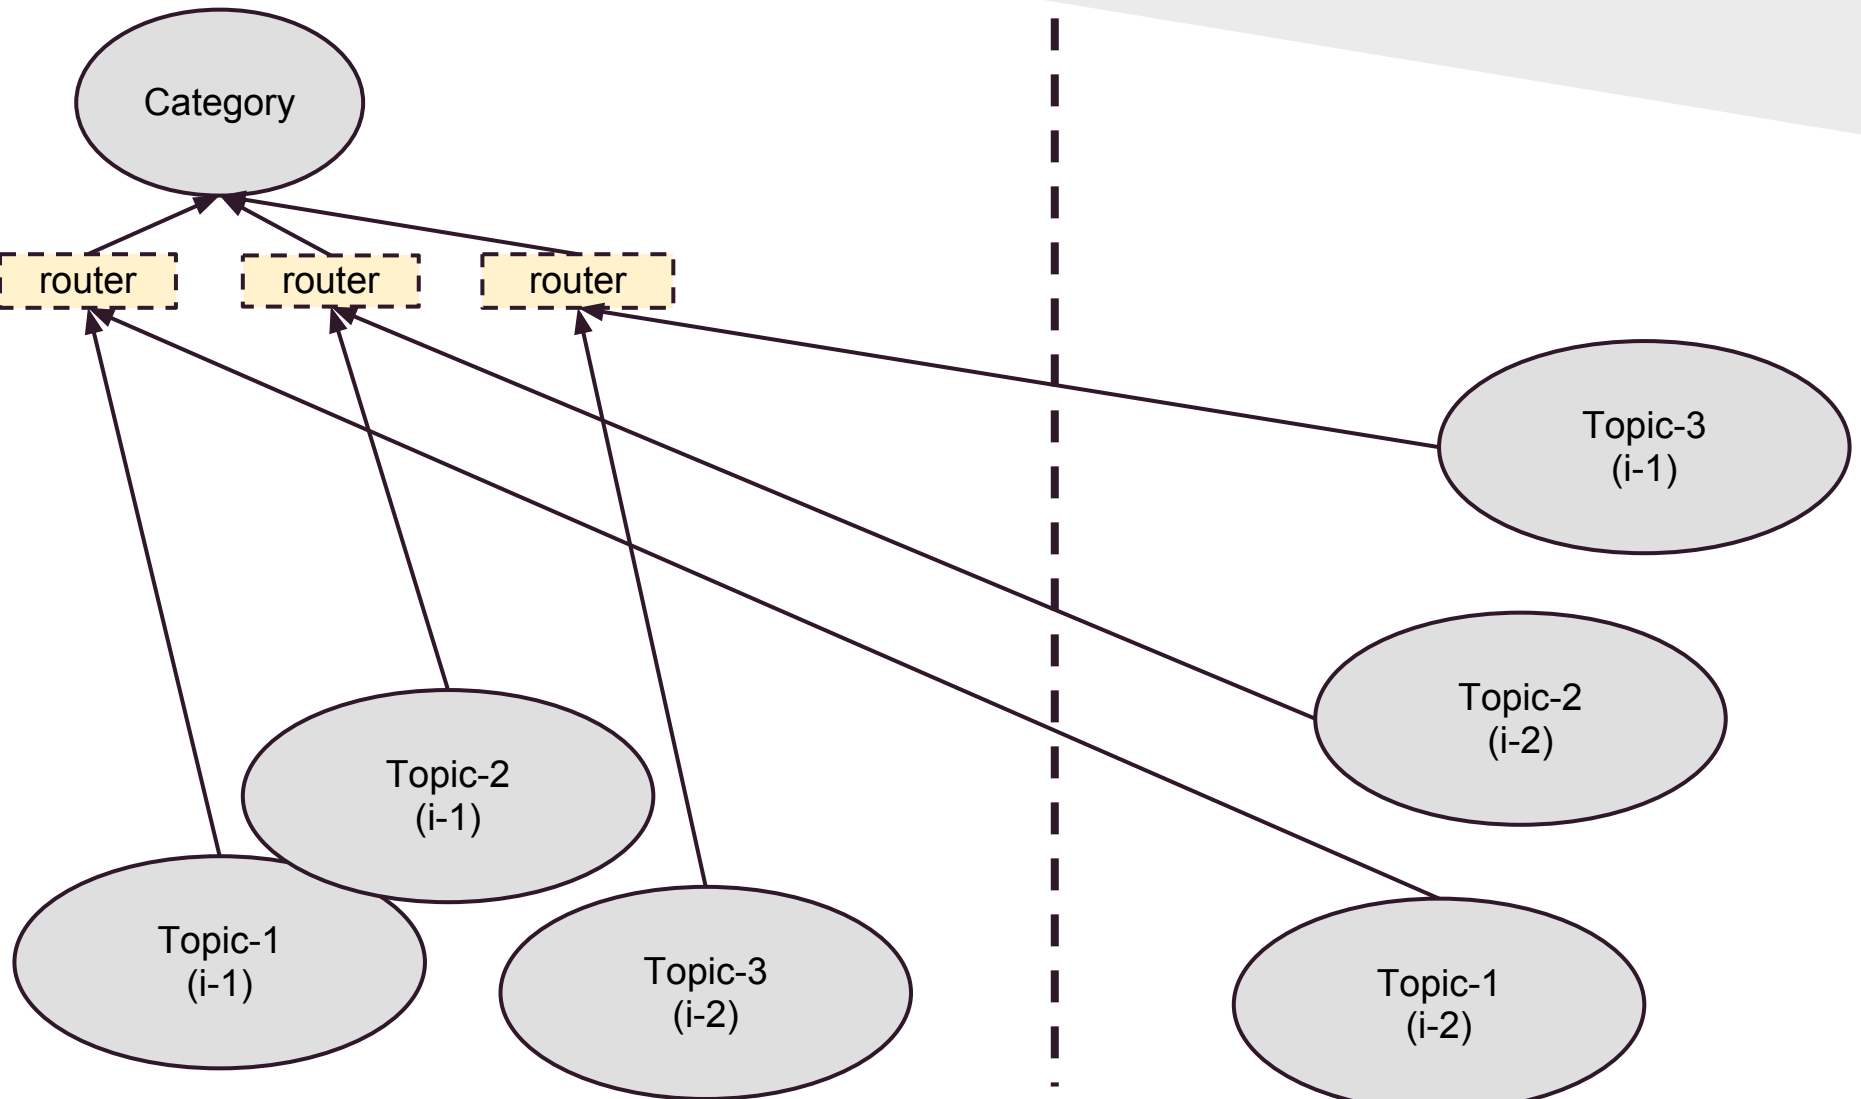 Category
router
router
router
Topic-3
(i-1)
Topic-2
(i-2)
Topic-2
(i-1)
Topic-1
(i-1)
Topic-3
(i-2)
Topic-1
(i-2)